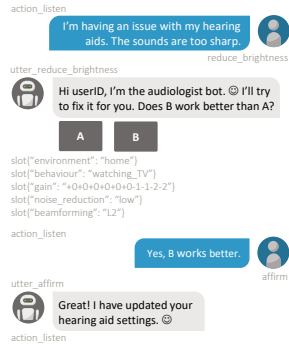 action_listen
I'm having an issue with my hearing
aids. The sounds are too sharp.
reduce_brightness
utter_reduce_brightness
Hi userID, I'm the audiologist bot. ☺ I'll try
to fix it for you. Does B work better than A?
A B
slot{"environment": "home"}
slot{"behaviour": "watching_TV"}
slot{"gain": "+0+0+0+0+0-1-1-2-2"}
slot{"noise_reduction": "low"}
slot{"beamforming": "L2"}
action_listen
Yes, B works better.
affirm
utter_affirm
Great! I have updated your
hearing aid settings. ☺
action_listen